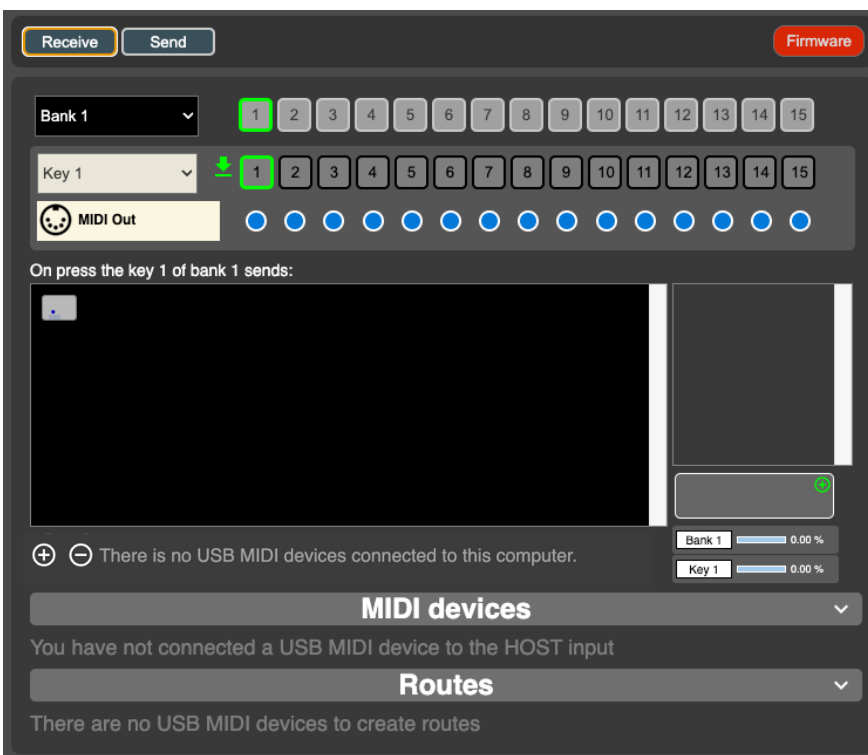 Receive Send Firmware
Bank 1 1 2 3 4 5 6 7 8 9 10 11 12 13 14 15
Key 1 1 2 3 4 5 6 7 8 9 10 11 12 13 14 15
MIDI Out
On press the key 1 of bank 1 sends:
Bank 1 0.00 %
There is no USB MIDI devices connected to this computer.
Key 1 0.00 %
MIDI devices
You have not connected a USB MIDI device to the HOST input
Routes
There are no USB MIDI devices to create routes